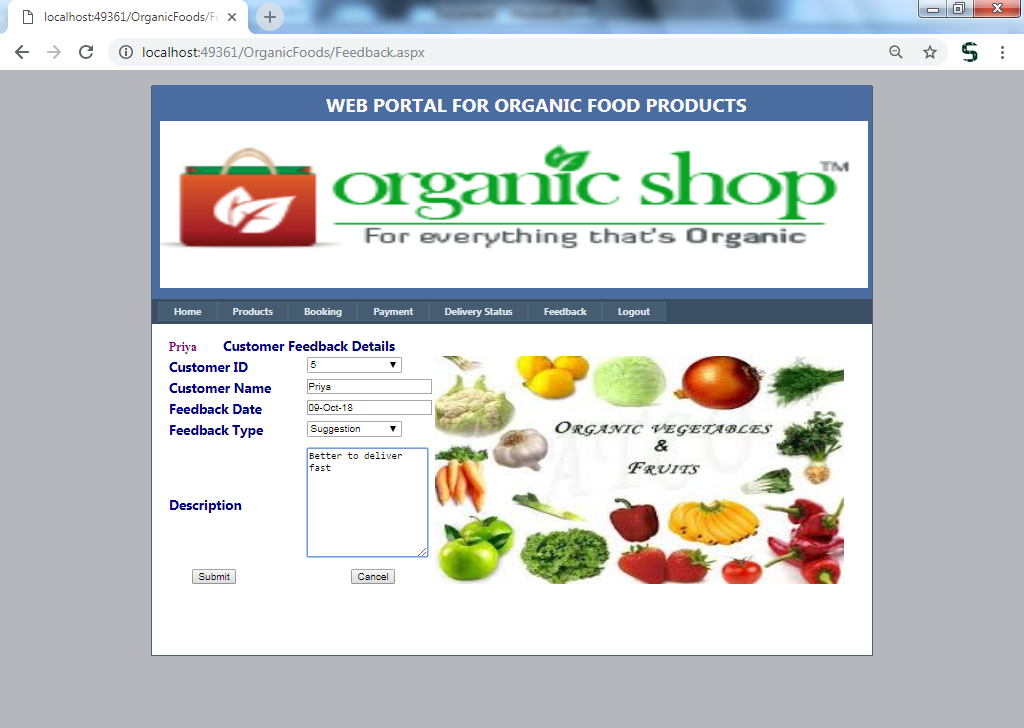 localhost:49361/OrganicFoods/Fe
localhost:49361/OrganicFoods/Feedback.aspx
WEB PORTAL FOR ORGANIC FOOD PRODUCTS
organic shop™
For everything that's Organic
Home Products Booking Payment Delivery Status Feedback Logout
Priya Customer Feedback Details
Customer ID 5
Customer Name Priya
Feedback Date 09-Oct-18
Feedback Type Suggestion
Description Better to deliver
fast
Submit Cancel
ORGANIC VEGETABLES
&
FRUITS